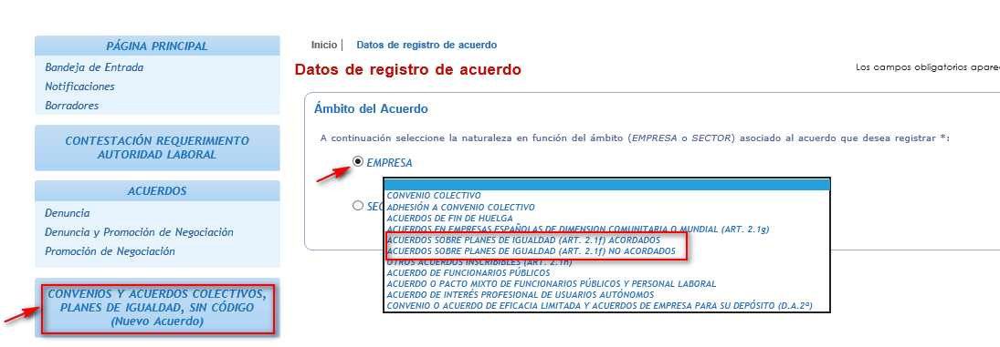 PÁGINA PRINCIPAL
Bandeja de Entrada
Notificaciones
Borradores
CONTESTACIÓN REQUERIMIENTO
AUTORIDAD LABORAL
ACUERDOS
Denuncia
Denuncia y Promoción de Negociación
Promoción de Negociación
CONVENIOS Y ACUERDOS COLECTIVOS,
PLANES DE IGUALDAD, SIN CÓDIGO
(Nuevo Acuerdo)
Inicio | Datos de registro de acuerdo
Datos de registro de acuerdo
Los campos obligatorios apare
Ámbito del Acuerdo
A continuación seleccione la naturaleza en función del ámbito (EMPRESA o SECTOR) asociado al acuerdo que desea registrar *:
EMPRESA
CONVENIO COLECTIVO
ADHESIÓN A CONVENIO COLECTIVO
ACUERDOS DE FIN DE HUELGA
ACUERDOS EN EMPRESAS ESPAÑOLAS DE DIMENSION COMUNITARIA O MUNDIAL (ART. 2.1g)
ACUERDOS SOBRE PLANES DE IGUALDAD (ART. 2.1f) ACORDADOS
ACUERDOS SOBRE PLANES DE IGUALDAD (ART. 2.1f) NO ACORDADOS
OTROS ACUERDOS INSCRIBIBLES (ART. 2.1h)
ACUERDO DE FUNCIONARIOS PÚBLICOS
ACUERDO O PACTO MIXTO DE FUNCIONARIOS PÚBLICOS Y PERSONAL LABORAL
ACUERDO DE INTERÉS PROFESIONAL DE USUARIOS AUTÓNOMOS
CONVENIO O ACUERDO DE EFICACIA LIMITADA Y ACUERDOS DE EMPRESA PARA SU DEPÓSITO (D.A.2ª)
SEC